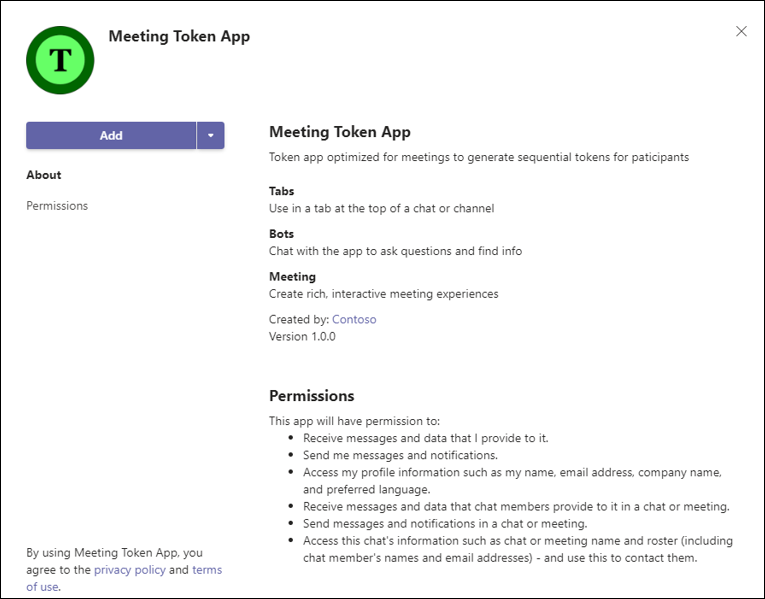 T
Meeting Token App
Add
About
Permissions
Meeting Token App
Token app optimized for meetings to generate sequential tokens for paticipants
Tabs
Use in a tab at the top of a chat or channel
Bots
Chat with the app to ask questions and find info
Meeting
Create rich, interactive meeting experiences
Created by: Contoso
Version 1.0.0
Permissions
This app will have permission to:
• Receive messages and data that I provide to it.
• Send me messages and notifications.
• Access my profile information such as my name, email address, company name,
and preferred language.
• Receive messages and data that chat members provide to it in a chat or meeting.
• Send messages and notifications in a chat or meeting.
• Access this chat's information such as chat or meeting name and roster (including
chat member's names and email addresses) - and use this to contact them.
By using Meeting Token App, you
agree to the privacy policy and terms
of use.